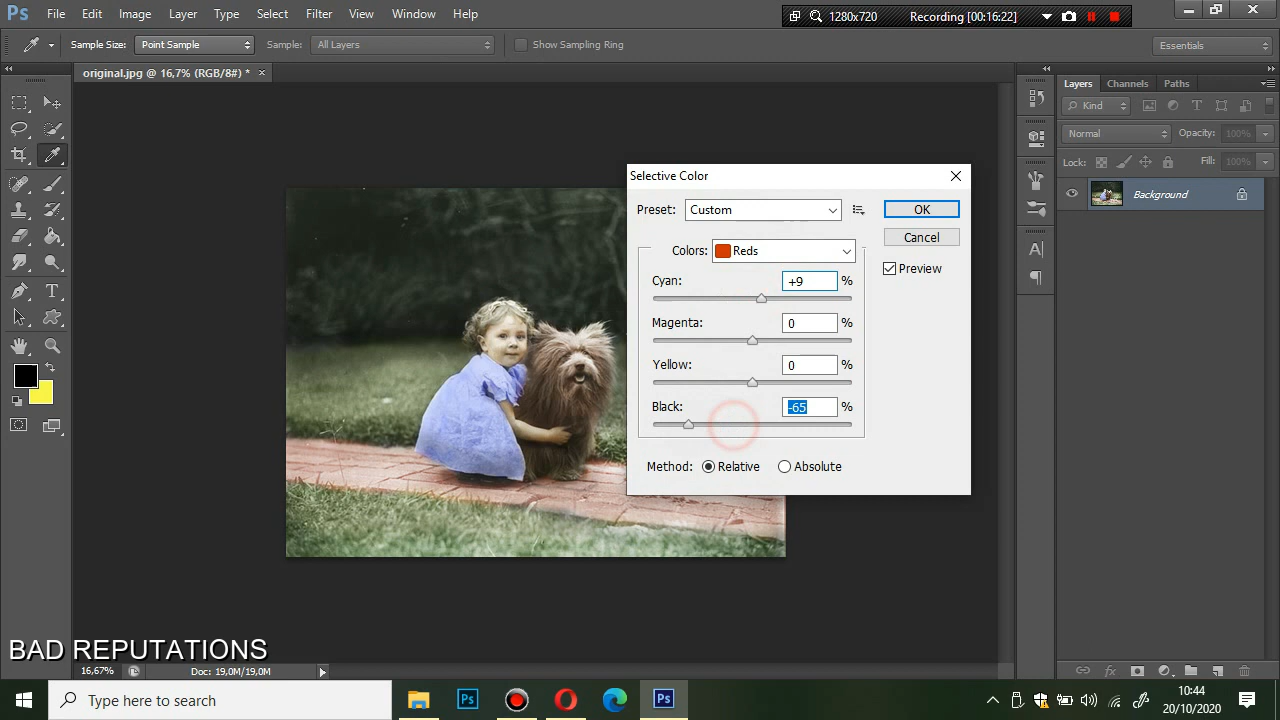 Ps File Edit Image Layer Type Select Filter View Window Help
1280x720 Recording [00:16:22]
Sample Size: Point Sample Sample: All Layers Show Sampling Ring Essentials
original.jpg @ 16,7% (RGB/8#) * ×
Layers Channels Paths
Kind
Normal Opacity: 100%
Lock: Fill: 100%
Background
Selective Color
Preset: Custom OK
Cancel
Colors: Reds
Preview
Cyan: +9 %
Magenta: 0 %
Yellow: 0 %
Black: -65 %
Method: Relative Absolute
BAD REPUTATIONS
16,67% Doc: 19,0M/19,0M
Type here to search
Ps Ps
10:44
20/10/2020